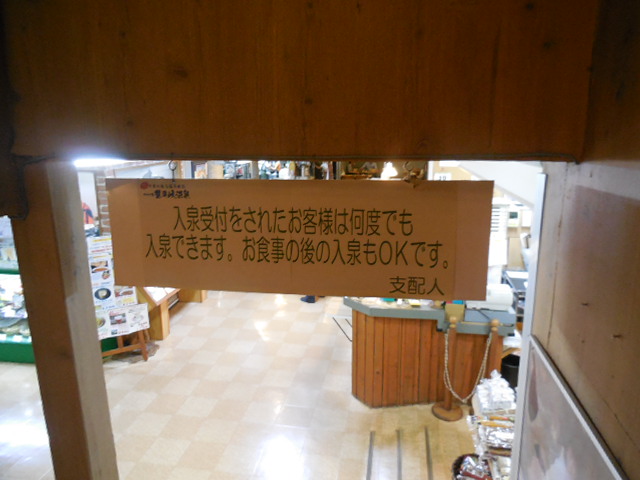 入泉受付をされたお客様は何度でも
入泉できます。お食事の後の入泉もOKです。
支配人